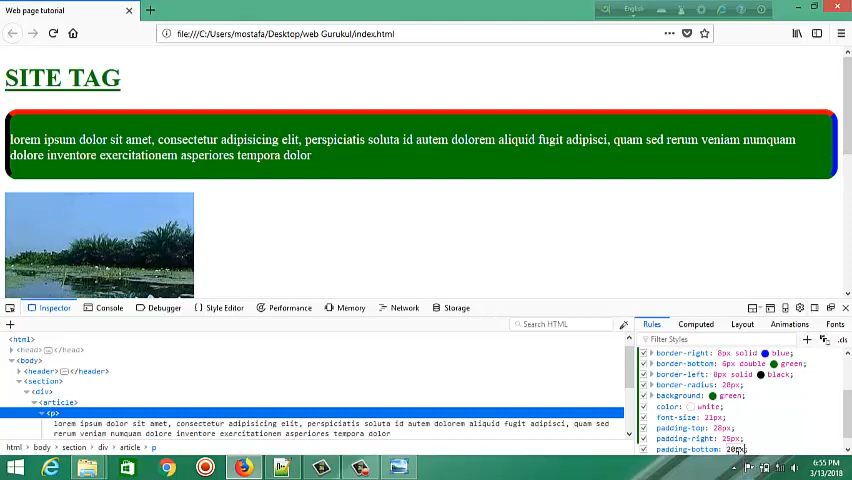 Web page tutorial
English
file:///C:/Users/mostafa/Desktop/web Gurukul/index.html
SITE TAG
lorem ipsum dolor sit amet, consectetur adipisicing elit, perspiciatis soluta id autem dolorem aliquid fugit adipisci, quam sed rerum veniam numquam
dolore inventore exercitationem asperiores tempora dolor
Inspector Console Debugger Style Editor Performance Memory Network Storage
Search HTML
Rules Computed Layout Animations Fonts
Filter Styles
.cls
<html>
<head>…</head>
<body>
<header>…</header>
<section>
<div>
<article>
<p>
lorem ipsum dolor sit amet, consectetur adipisicing elit, perspiciatis soluta id autem dolorem aliquid fugit adipisci, quam sed
rerum veniam numquam dolore inventore exercitationem asperiores tempora dolor
html body section div article p
border-right: 8px solid blue;
border-bottom: 6px double green;
border-left: 8px solid black;
border-radius: 20px;
background: green;
color: white;
font-size: 21px;
padding-top: 28px;
padding-right: 25px;
padding-bottom: 20px;
6:55 PM
3/13/2018